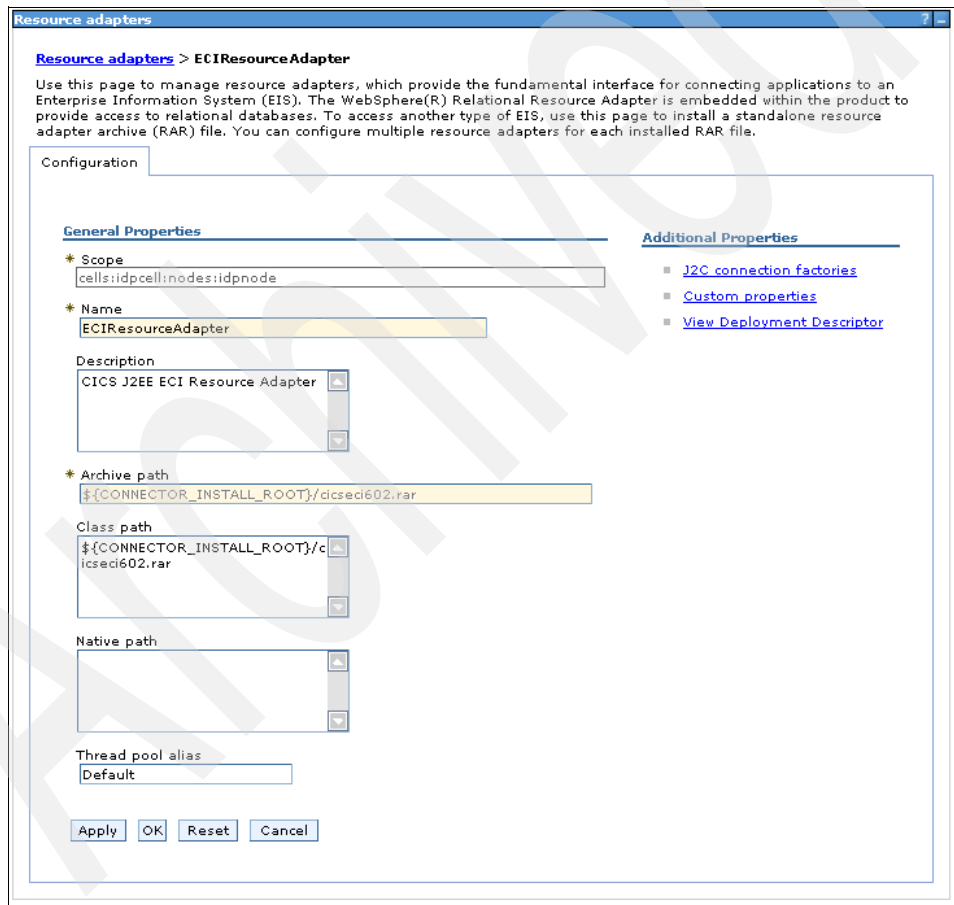 Resource adapters ? –
Resource adapters > ECIResourceAdapter
Use this page to manage resource adapters, which provide the fundamental interface for connecting applications to an
Enterprise Information System (EIS). The WebSphere(R) Relational Resource Adapter is embedded within the product to
provide access to relational databases. To access another type of EIS, use this page to install a standalone resource
adapter archive (RAR) file. You can configure multiple resource adapters for each installed RAR file.
Configuration
General Properties
* Scope
cells:idpcell:nodes:idpnode
* Name
ECIResourceAdapter
Description
CICS J2EE ECI Resource Adapter
* Archive path
${CONNECTOR_INSTALL_ROOT}/cicseci602.rar
Class path
${CONNECTOR_INSTALL_ROOT}/c
icseci602.rar
Native path
Thread pool alias
Default
Apply OK Reset Cancel
Additional Properties
J2C connection factories
Custom properties
View Deployment Descriptor
Archived